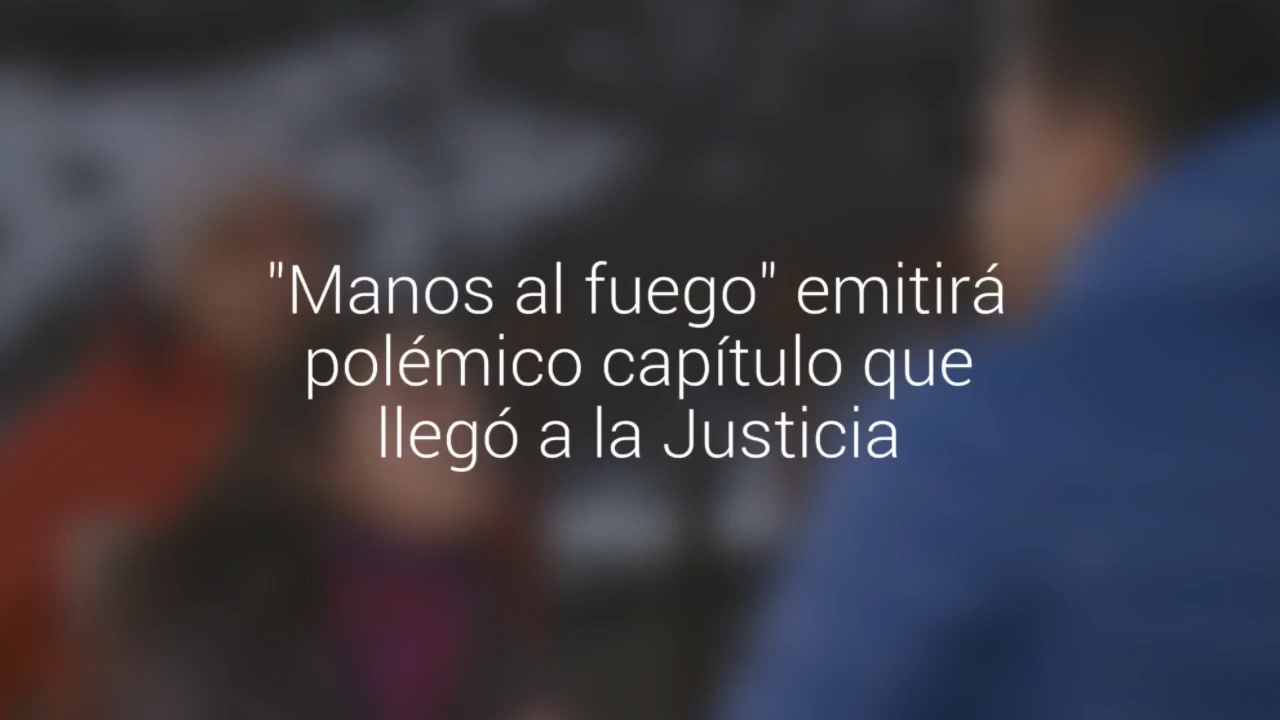 "Manos al fuego" emitirá
polémico capítulo que
llegó a la Justicia